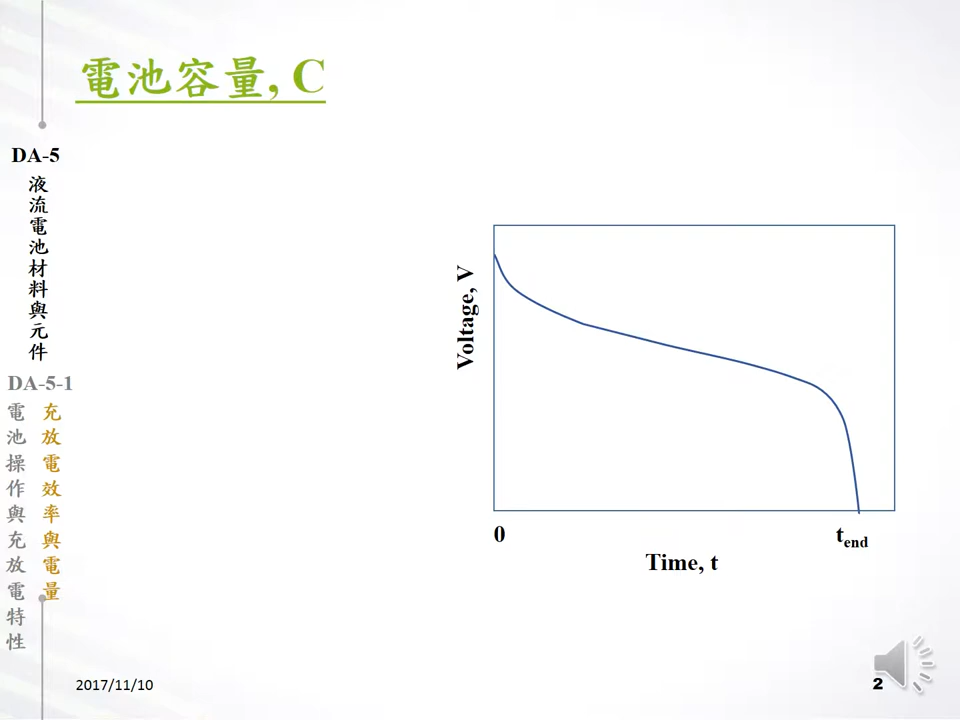 電池容量, C
DA-5
液流電池材料與元件
DA-5-1
電池操作與充放電特性
充放電效率與電量
Voltage, V
0
tend
Time, t
2017/11/10
2